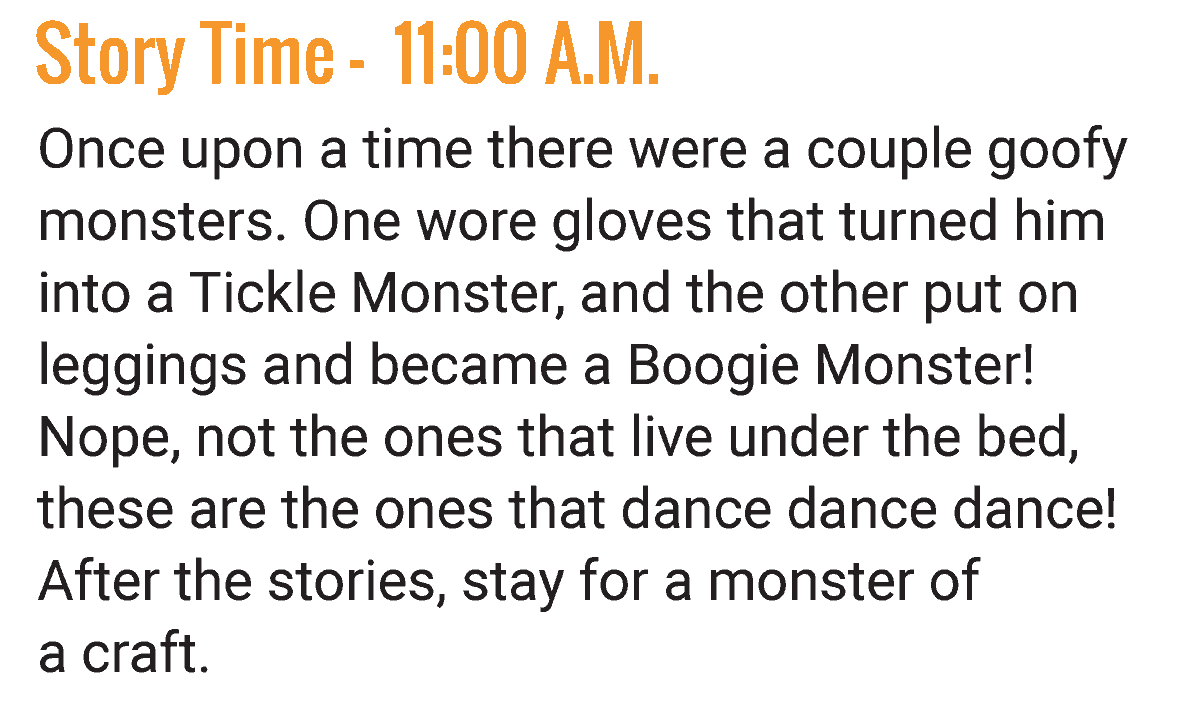 Story Time - 11:00 A.M.
Once upon a time there were a couple goofy
monsters. One wore gloves that turned him
into a Tickle Monster, and the other put on
leggings and became a Boogie Monster!
Nope, not the ones that live under the bed,
these are the ones that dance dance dance!
After the stories, stay for a monster of
a craft.